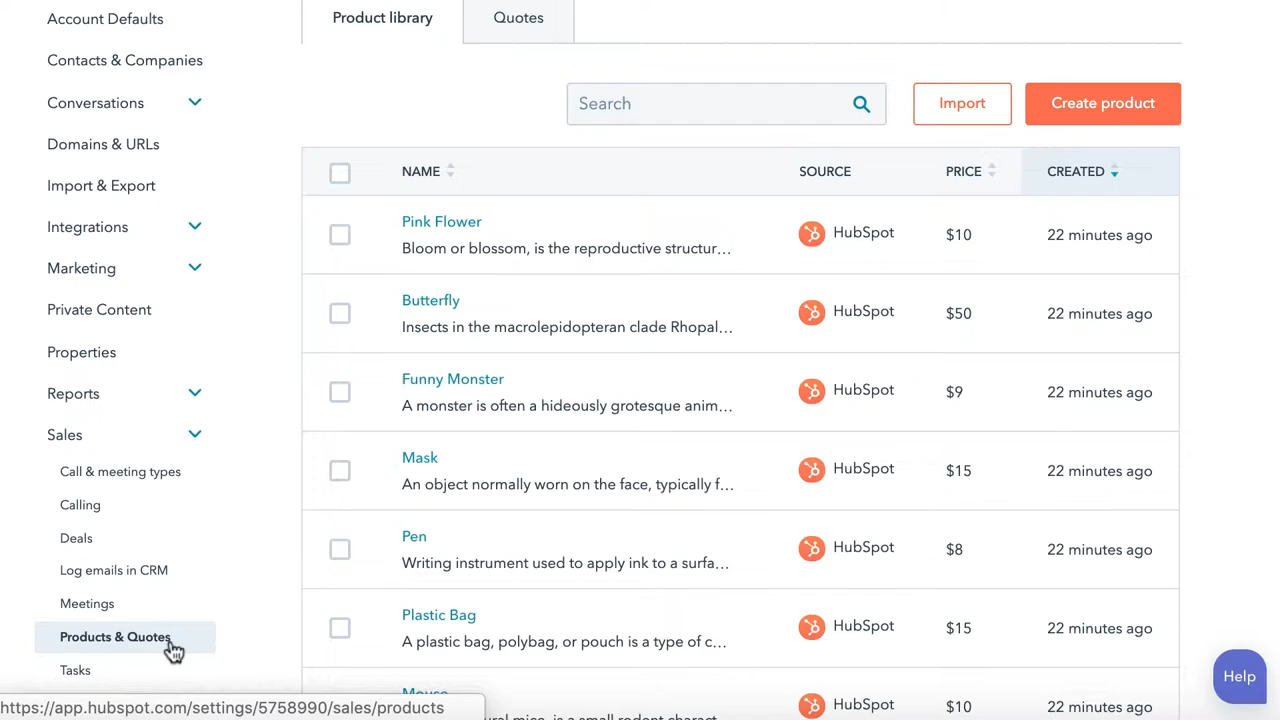 Account Defaults
Contacts & Companies
Conversations
Domains & URLs
Import & Export
Integrations
Marketing
Private Content
Properties
Reports
Sales
Call & meeting types
Calling
Deals
Log emails in CRM
Meetings
Products & Quotes
Tasks
https://app.hubspot.com/settings/5758990/sales/products
Product library
Quotes
Search
Import
Create product
NAME SOURCE PRICE CREATED
Pink Flower
Bloom or blossom, is the reproductive structur… HubSpot $10 22 minutes ago
Butterfly
Insects in the macrolepidopteran clade Rhopal… HubSpot $50 22 minutes ago
Funny Monster
A monster is often a hideously grotesque anim… HubSpot $9 22 minutes ago
Mask
An object normally worn on the face, typically f… HubSpot $15 22 minutes ago
Pen
Writing instrument used to apply ink to a surfa… HubSpot $8 22 minutes ago
Plastic Bag
A plastic bag, polybag, or pouch is a type of c… HubSpot $15 22 minutes ago
Mouse
mice, is a small rodent charact HubSpot $10 22 minutes ago
Help